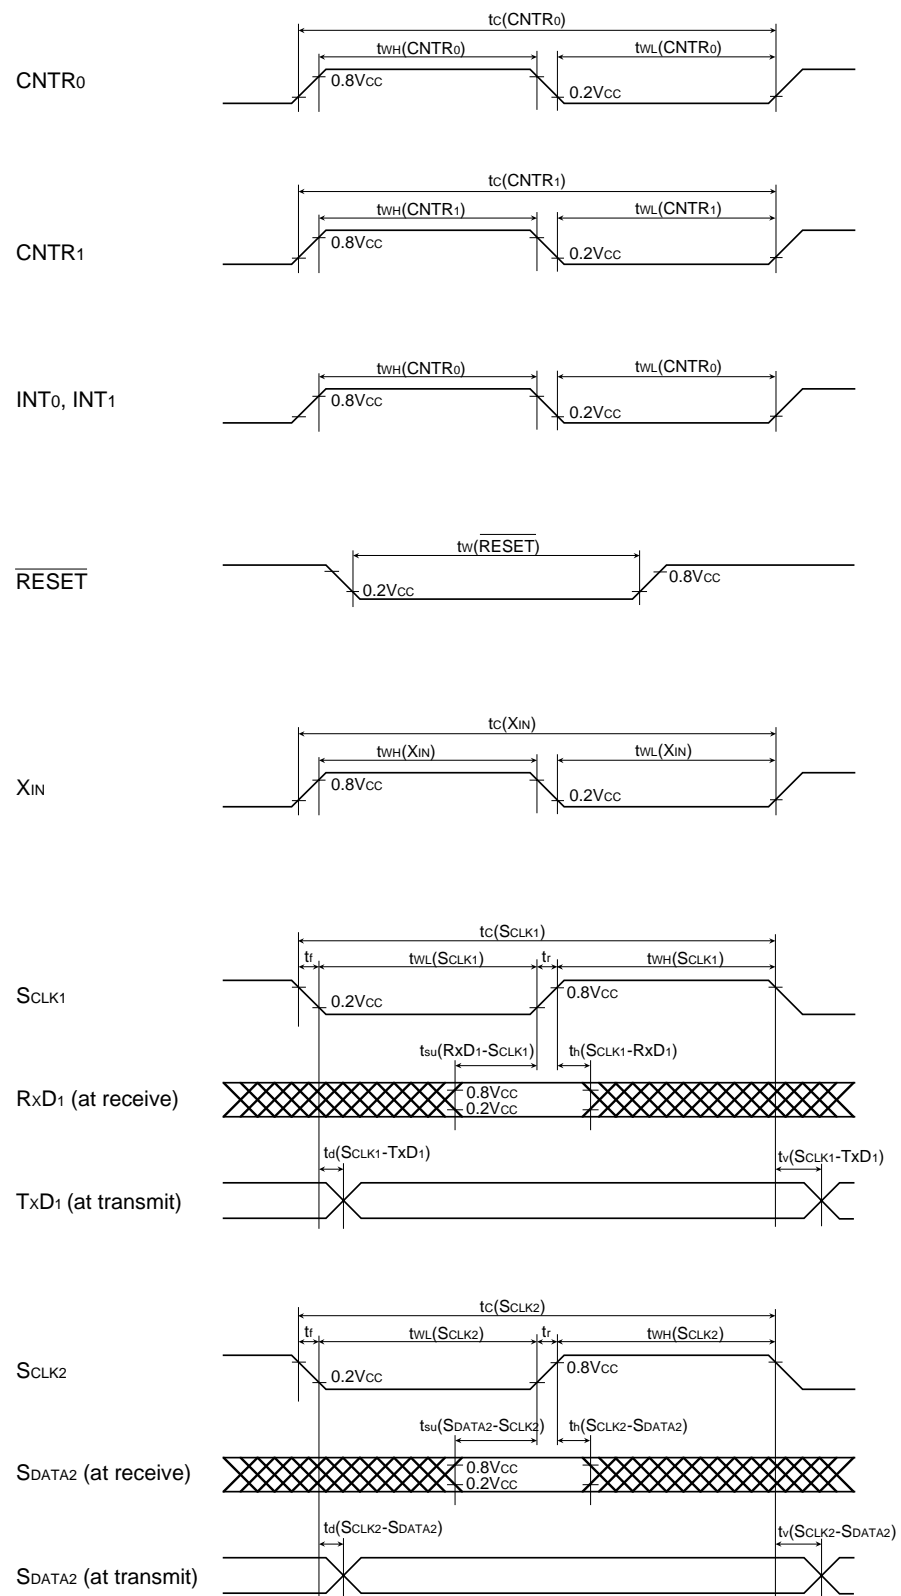 tC(CNTR0)
tWH(CNTR0) tWL(CNTR0)
CNTR0 0.8VCC 0.2VCC
tC(CNTR1)
tWH(CNTR1) tWL(CNTR1)
CNTR1 0.8VCC 0.2VCC
tWH(CNTR0) tWL(CNTR0)
INT0, INT1 0.8VCC 0.2VCC
tW(RESET)
RESET 0.2VCC 0.8VCC
tC(XIN)
tWH(XIN) tWL(XIN)
XIN 0.8VCC 0.2VCC
tC(SCLK1)
tf tWL(SCLK1) tr tWH(SCLK1)
SCLK1 0.2VCC 0.8VCC
tsu(RxD1-SCLK1) th(SCLK1-RxD1)
RXD1 (at receive) 0.8VCC
0.2VCC
td(SCLK1-TxD1) tv(SCLK1-TxD1)
TXD1 (at transmit)
tC(SCLK2)
tf tWL(SCLK2) tr tWH(SCLK2)
SCLK2 0.2VCC 0.8VCC
tsu(SDATA2-SCLK2) th(SCLK2-SDATA2)
SDATA2 (at receive) 0.8VCC
0.2VCC
td(SCLK2-SDATA2) tv(SCLK2-SDATA2)
SDATA2 (at transmit)